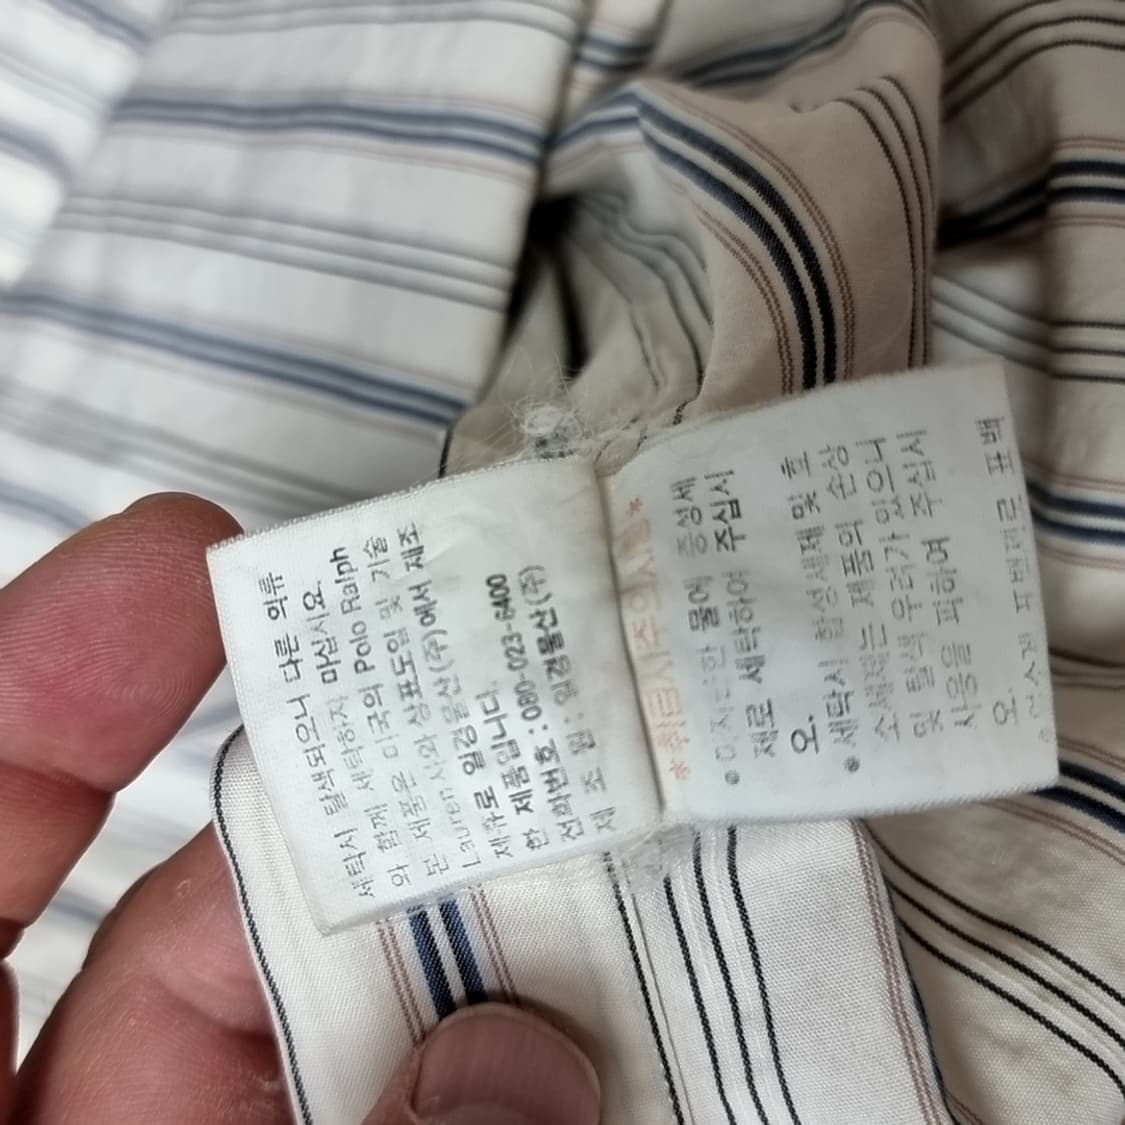 세탁시 탈색되오니 다른 의류
와 함께 세탁하지 마십시요.
본 제품은 미국의 Polo Ralph
Lauren 사와 상표도입 및 기술
제휴로 일경물산(주)에서 제조
한 제품입니다.
전화번호 : 080-023-6400
제 조 원 : 일경물산(주)
*취급시주의사항*
● 미지근한 물에 중성세
제로 세탁하여 주십시
오.
● 세탁시 합성세제 및 효
소세제는 제품의 손상
및 탈색 우려가 있으니
사용을 피하여 주십시
오.
표백